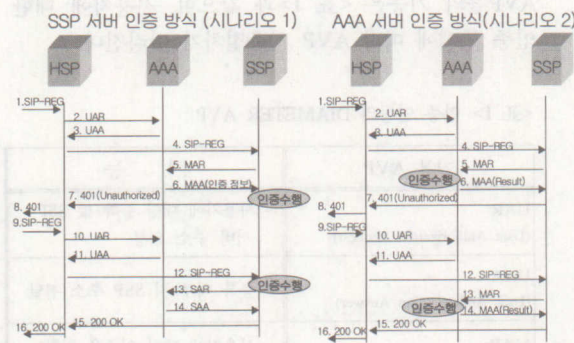 SSP 서버 인증 방식 (시나리오 1)
HSP AAA SSP
1.SIP-REG
2. UAR
3. UAA
4. SIP-REG
5. MAR
6. MAA(인증 정보)
인증수행
7. 401(Unauthorized)
8. 401
9.SIP-REG
10. UAR
11. UAA
12. SIP-REG
인증수행
13. SAR
14. SAA
15. 200 OK
16. 200 OK
AAA 서버 인증 방식(시나리오 2)
HSP AAA SSP
1.SIP-REG
2. UAR
3. UAA
4. SIP-REG
5. MAR
인증수행
6. MAA(Result)
7. 401(Unauthorized)
8. 401
9.SIP-REG
10. UAR
11. UAA
12. SIP-REG
13. MAR
인증수행
14. MAA(Result)
15. 200 OK
16. 200 OK